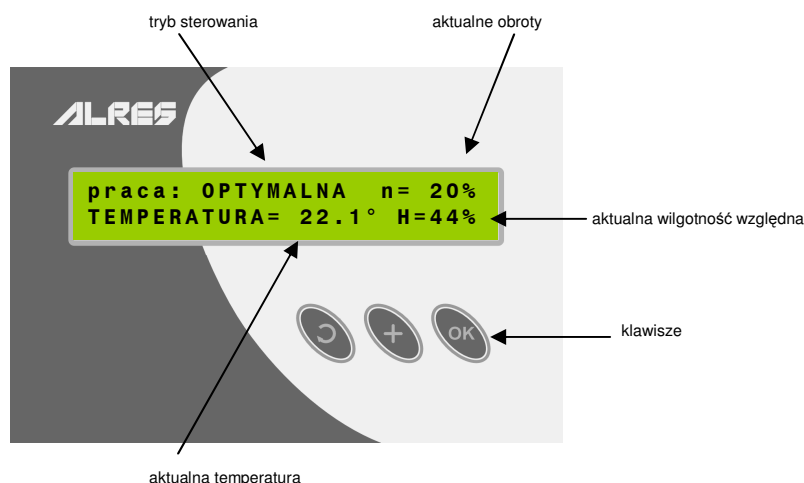 tryb sterowania
aktualne obroty
ALRES
praca: OPTYMALNA n= 20%
TEMPERATURA= 22.1° H=44%
aktualna wilgotność względna
+
OK
klawisze
aktualna temperatura